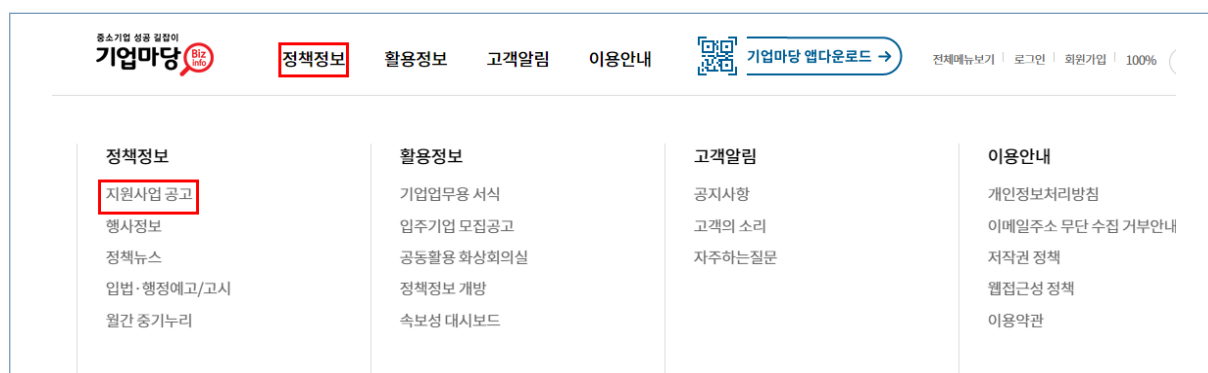 중소기업 성공 길잡이
기업마당 Biz info
정책정보 활용정보 고객알림 이용안내 기업마당 앱다운로드 → 전체메뉴보기 로그인 회원가입 100%
정책정보
지원사업 공고
행사정보
정책뉴스
입법·행정예고/고시
월간 중기누리
활용정보
기업업무용 서식
입주기업 모집공고
공동활용 화상회의실
정책정보 개방
속보성 대시보드
고객알림
공지사항
고객의 소리
자주하는질문
이용안내
개인정보처리방침
이메일주소 무단 수집 거부안내
저작권 정책
웹접근성 정책
이용약관